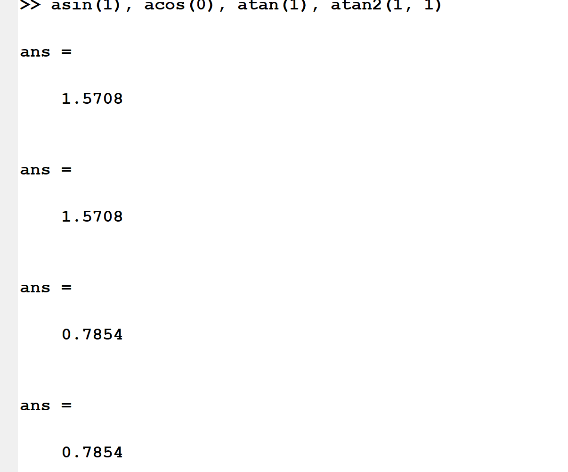 >> asin(1), acos(0), atan(1), atan2(1, 1)
ans =
1.5708
ans =
1.5708
ans =
0.7854
ans =
0.7854